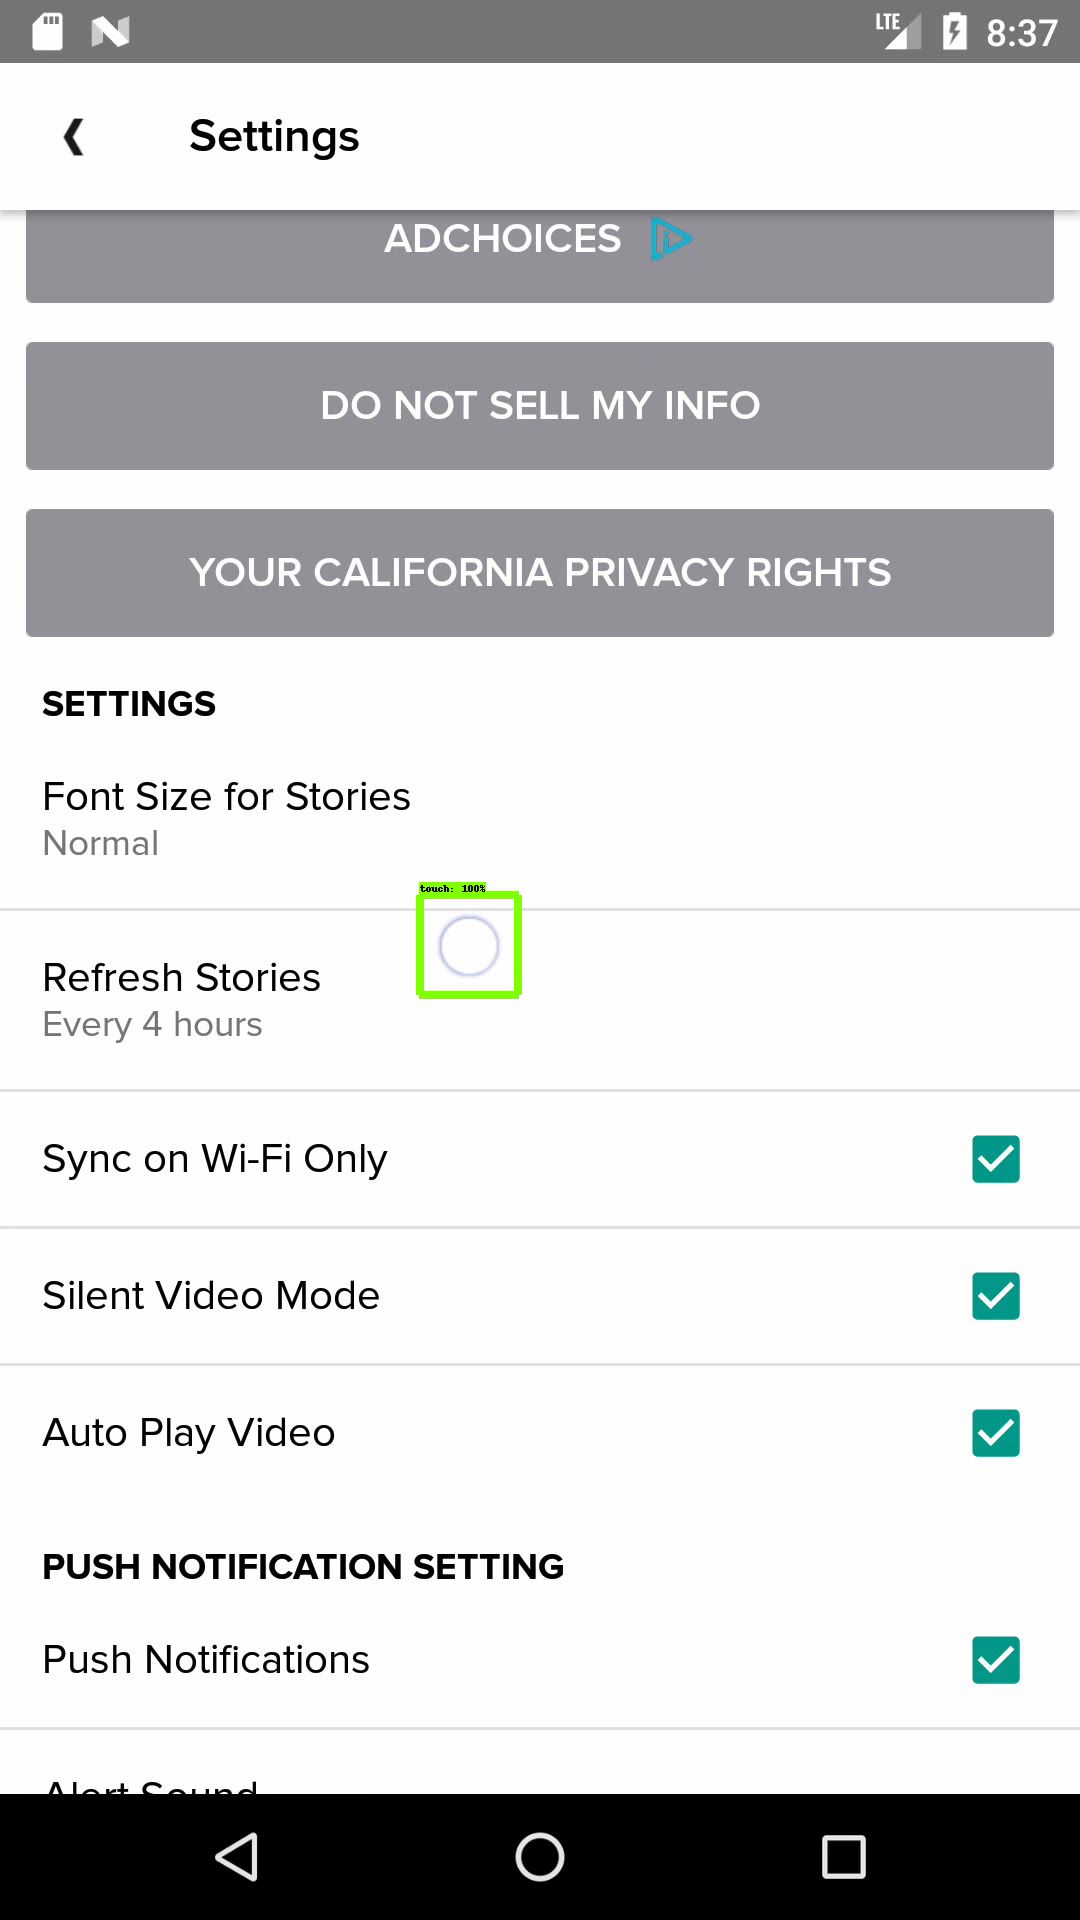 LTE 8:37
Settings
ADCHOICES
DO NOT SELL MY INFO
YOUR CALIFORNIA PRIVACY RIGHTS
SETTINGS
Font Size for Stories
Normal
touch: 100%
Refresh Stories
Every 4 hours
Sync on Wi-Fi Only
Silent Video Mode
Auto Play Video
PUSH NOTIFICATION SETTING
Push Notifications
Alert Sound